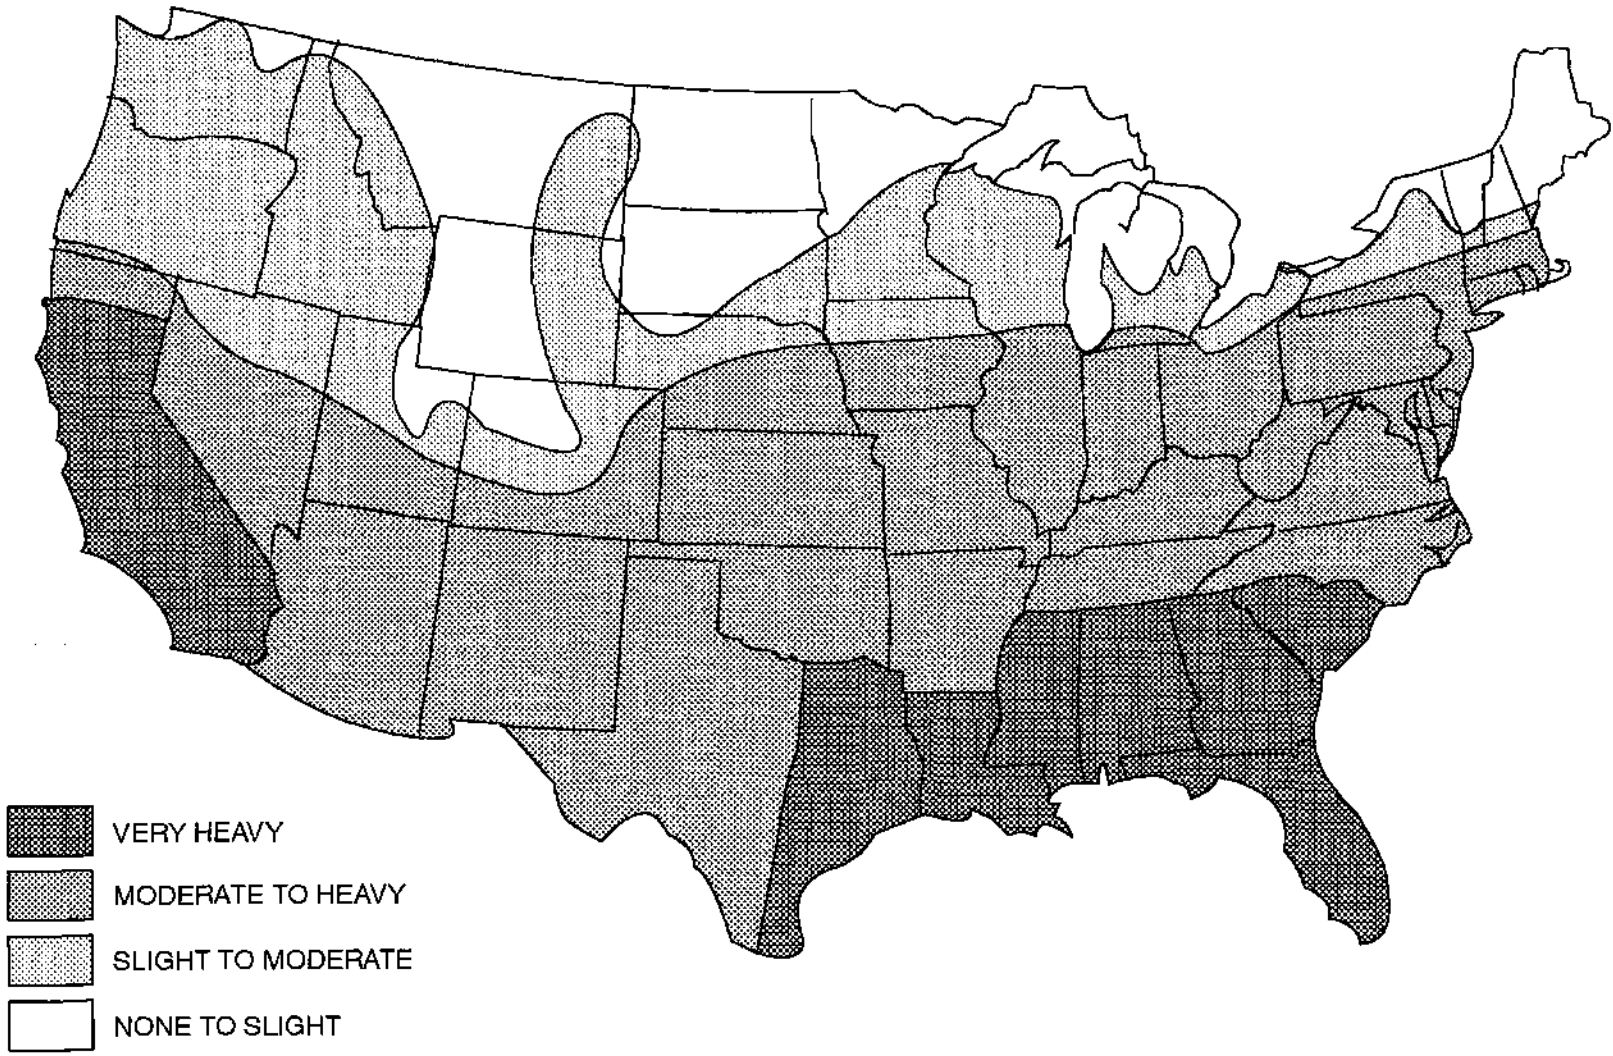 VERY HEAVY
MODERATE TO HEAVY
SLIGHT TO MODERATE
NONE TO SLIGHT